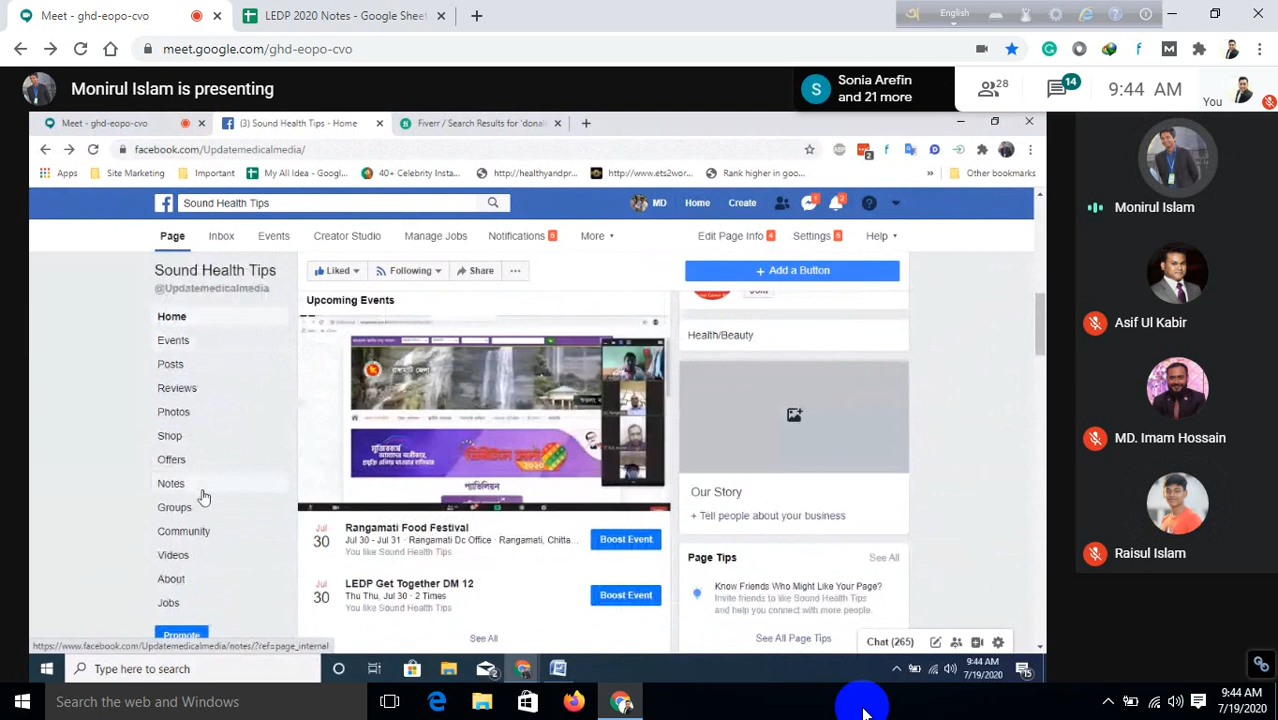 Meet - ghd-eopo-cvo
LEDP 2020 Notes - Google Sheet
English
meet.google.com/ghd-eopo-cvo
Monirul Islam is presenting
S
Sonia Arefin
and 21 more
28
14
9:44 AM
You
Meet - ghd-eopo-cvo
(3) Sound Health Tips - Home
Fiverr / Search Results for 'donal
facebook.com/Updatemedicalmedia/
Apps
Site Marketing
Important
My All Idea - Googl...
40+ Celebrity Insta...
http://healthyandpr...
http://www.ets2wor...
Rank higher in goo...
Other bookmarks
Sound Health Tips
MD
Home
Create
1
2
Page
Inbox
Events
Creator Studio
Manage Jobs
Notifications 5
More
Edit Page Info 4
Settings 5
Help
Sound Health Tips
@Updatemedicalmedia
Home
Events
Posts
Reviews
Photos
Shop
Offers
Notes
Groups
Community
Videos
About
Jobs
Promote
Liked
Following
Share
...
+ Add a Button
Upcoming Events
Jul
30
Rangamati Food Festival
Jul 30 - Jul 31 · Rangamati Dc Office · Rangamati, Chitta...
You like Sound Health Tips
Boost Event
Jul
30
LEDP Get Together DM 12
Thu Thu, Jul 30 · 2 Times
You like Sound Health Tips
Boost Event
See All
Health/Beauty
Our Story
+ Tell people about your business
Page Tips
See All
Know Friends Who Might Like Your Page?
Invite friends to like Sound Health Tips
and help you connect with more people.
See All Page Tips
Chat (265)
https://www.facebook.com/Updatemedicalmedia/notes/?ref=page_internal
Type here to search
9:44 AM
7/19/2020
15
Monirul Islam
Asif Ul Kabir
MD. Imam Hossain
Raisul Islam
Search the web and Windows
9:44 AM
7/19/2020